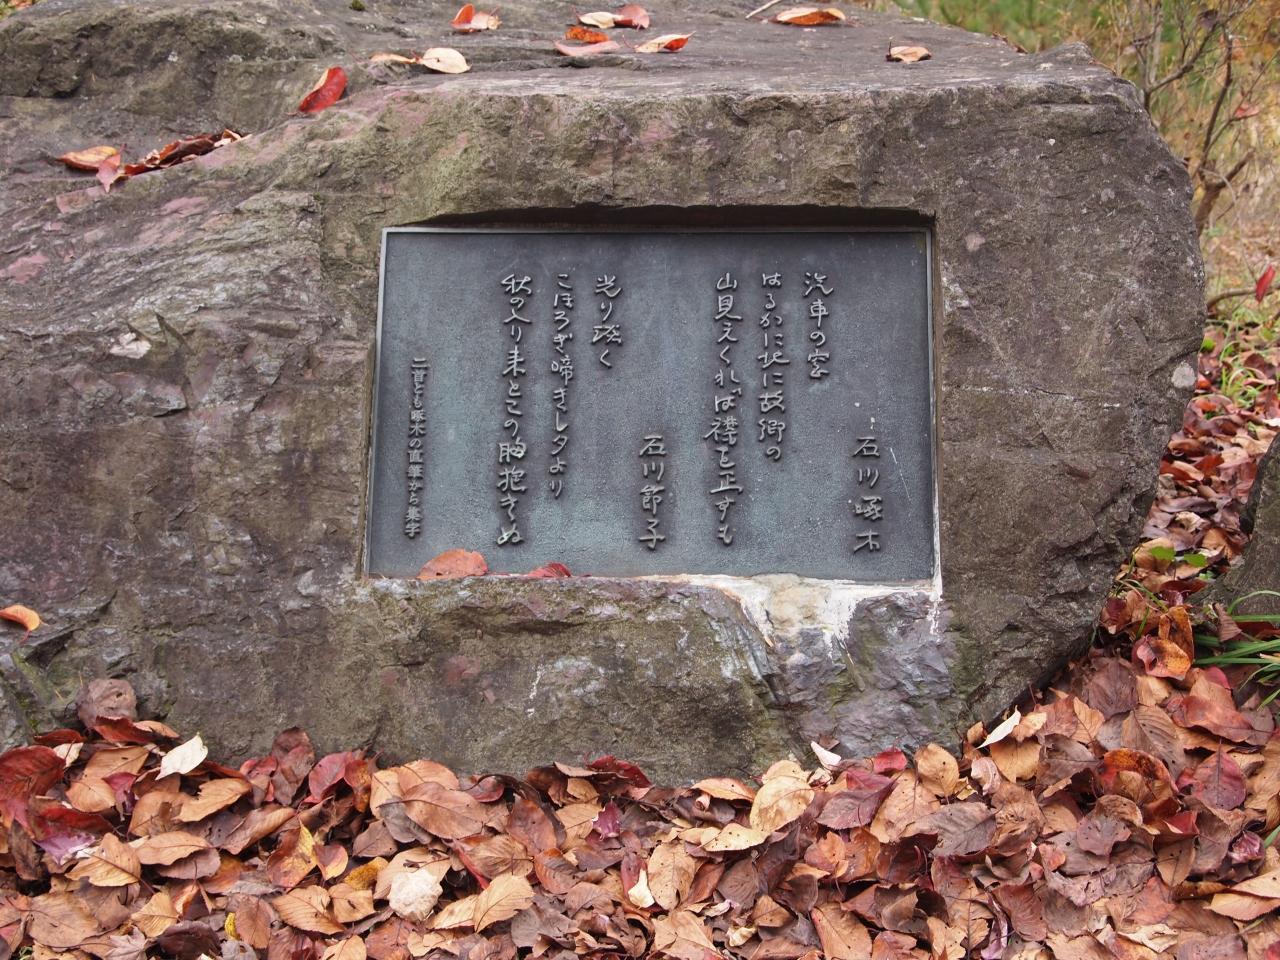 石川啄木
汽車の窓
はるかに北に故郷の
山見えくれば襟を正すも
石川節子
光り淡く
こほろぎ啼きし夕より
秋の入り来とこの胸抱きぬ
二首とも啄木の直筆から集字